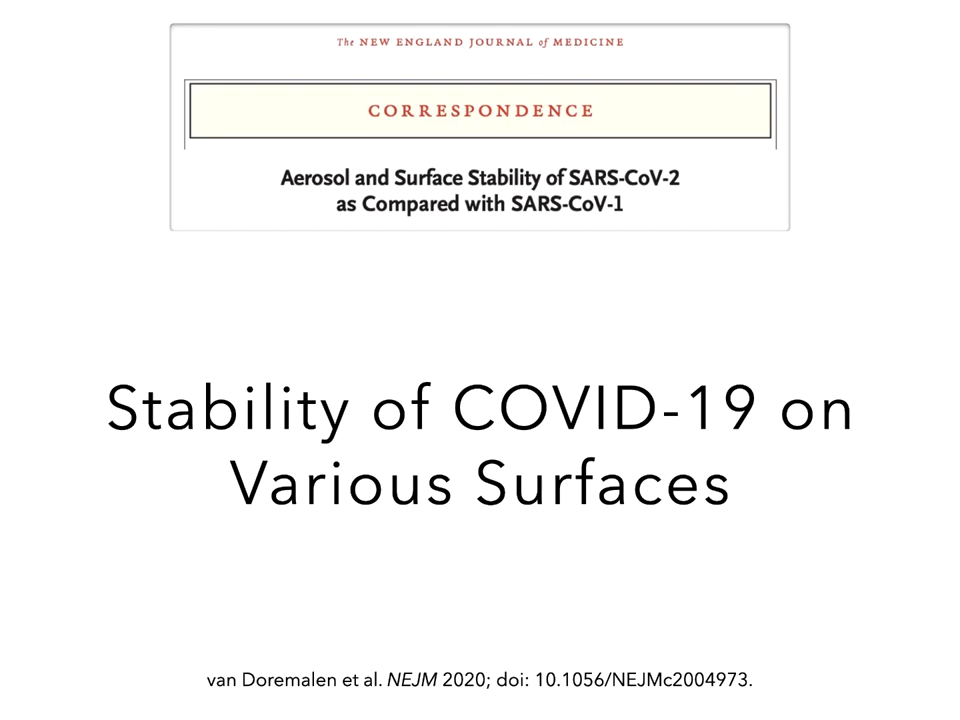 The NEW ENGLAND JOURNAL of MEDICINE
CORRESPONDENCE
Aerosol and Surface Stability of SARS-CoV-2
as Compared with SARS-CoV-1
Stability of COVID-19 on
Various Surfaces
van Doremalen et al. NEJM 2020; doi: 10.1056/NEJMc2004973.